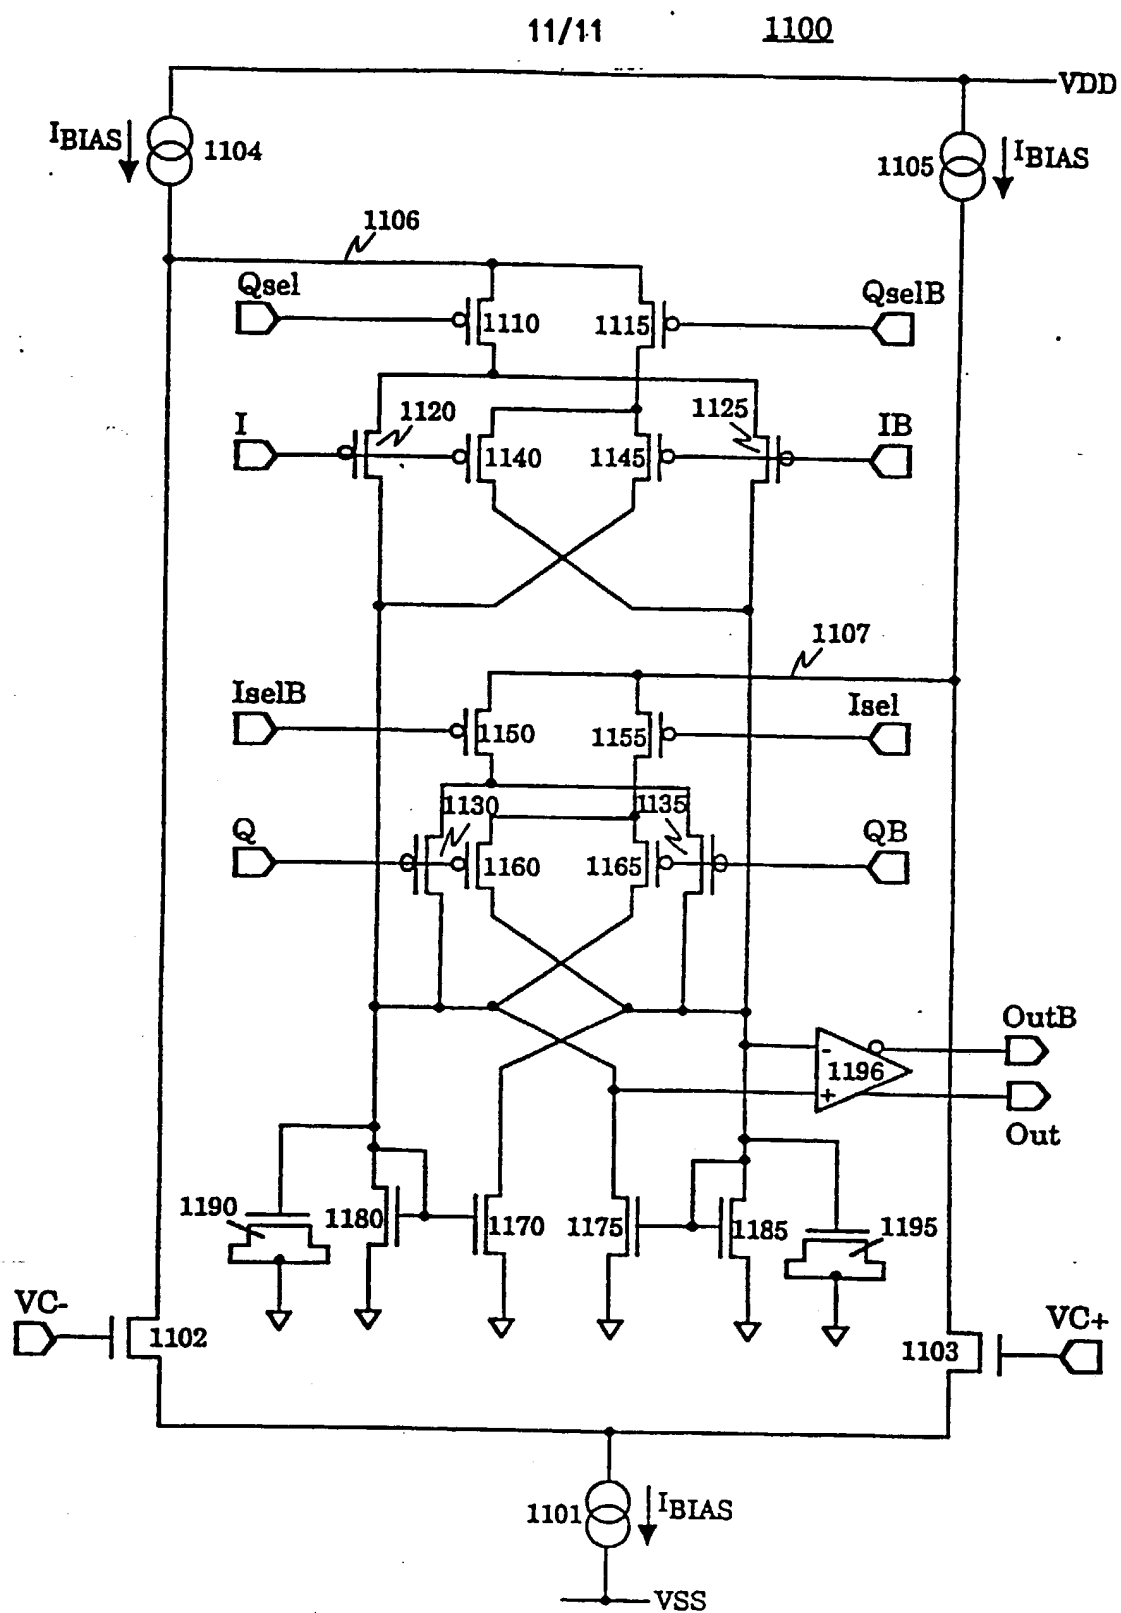 11/11 1100
VDD
IBIAS 1104
1105 IBIAS
1106
Qsel QselB
1110 1115
I 1120 1125 IB
1140 1145
1107
IselB Isel
1150 1155
1130 1135
Q QB
1160 1165
OutB
- 1196
+
Out
1190 1180 1170 1175 1185 1195
VC- VC+
1102 1103
1101 IBIAS
VSS